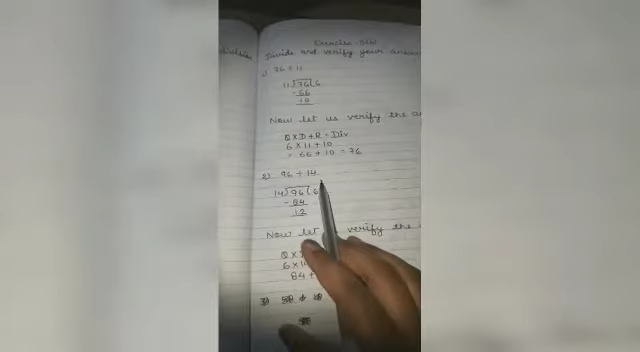 division
Exercise-
Divide and verify your answer
1) 76 ÷ 11
11)76(6
-66
10
Now let us verify the an
Q × D + R = Div
6 × 11 + 10
= 66 + 10 = 76
2) 96 ÷ 14
14)96(6
- 84
12
Now let verify the
Q ×
6 ×
84 +
3)